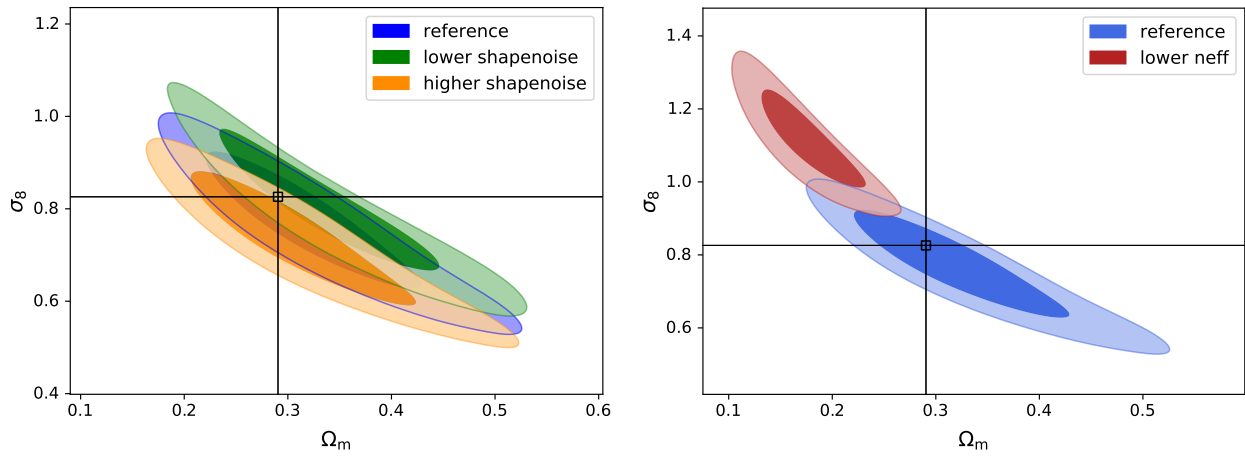 1.2
1.0
0.8
0.6
0.4
σ8
0.1 0.2 0.3 0.4 0.5 0.6
Ωm
reference
lower shapenoise
higher shapenoise
1.4
1.2
1.0
0.8
0.6
σ8
0.1 0.2 0.3 0.4 0.5
Ωm
reference
lower neff